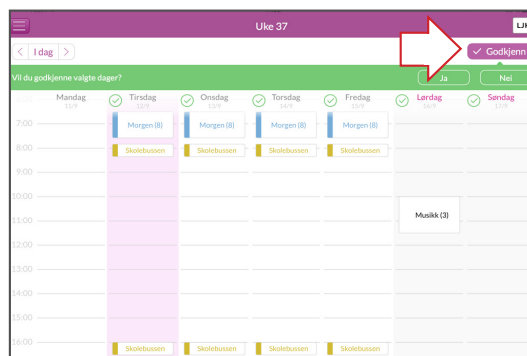 Uke 37
LJK
< I dag >
Godkjenn
Vil du godkjenne valgte dager?
Ja
Nei
Mandag
11/9
Tirsdag
12/9
Onsdag
13/9
Torsdag
14/9
Fredag
15/9
Lørdag
16/9
Søndag
17/9
7:00
Morgen (8)
Morgen (8)
Morgen (8)
Morgen (8)
8:00
Skolebussen
Skolebussen
Skolebussen
Skolebussen
9:00
10:00
Musikk (3)
11:00
12:00
13:00
14:00
15:00
16:00
Skolebussen
Skolebussen
Skolebussen
Skolebussen